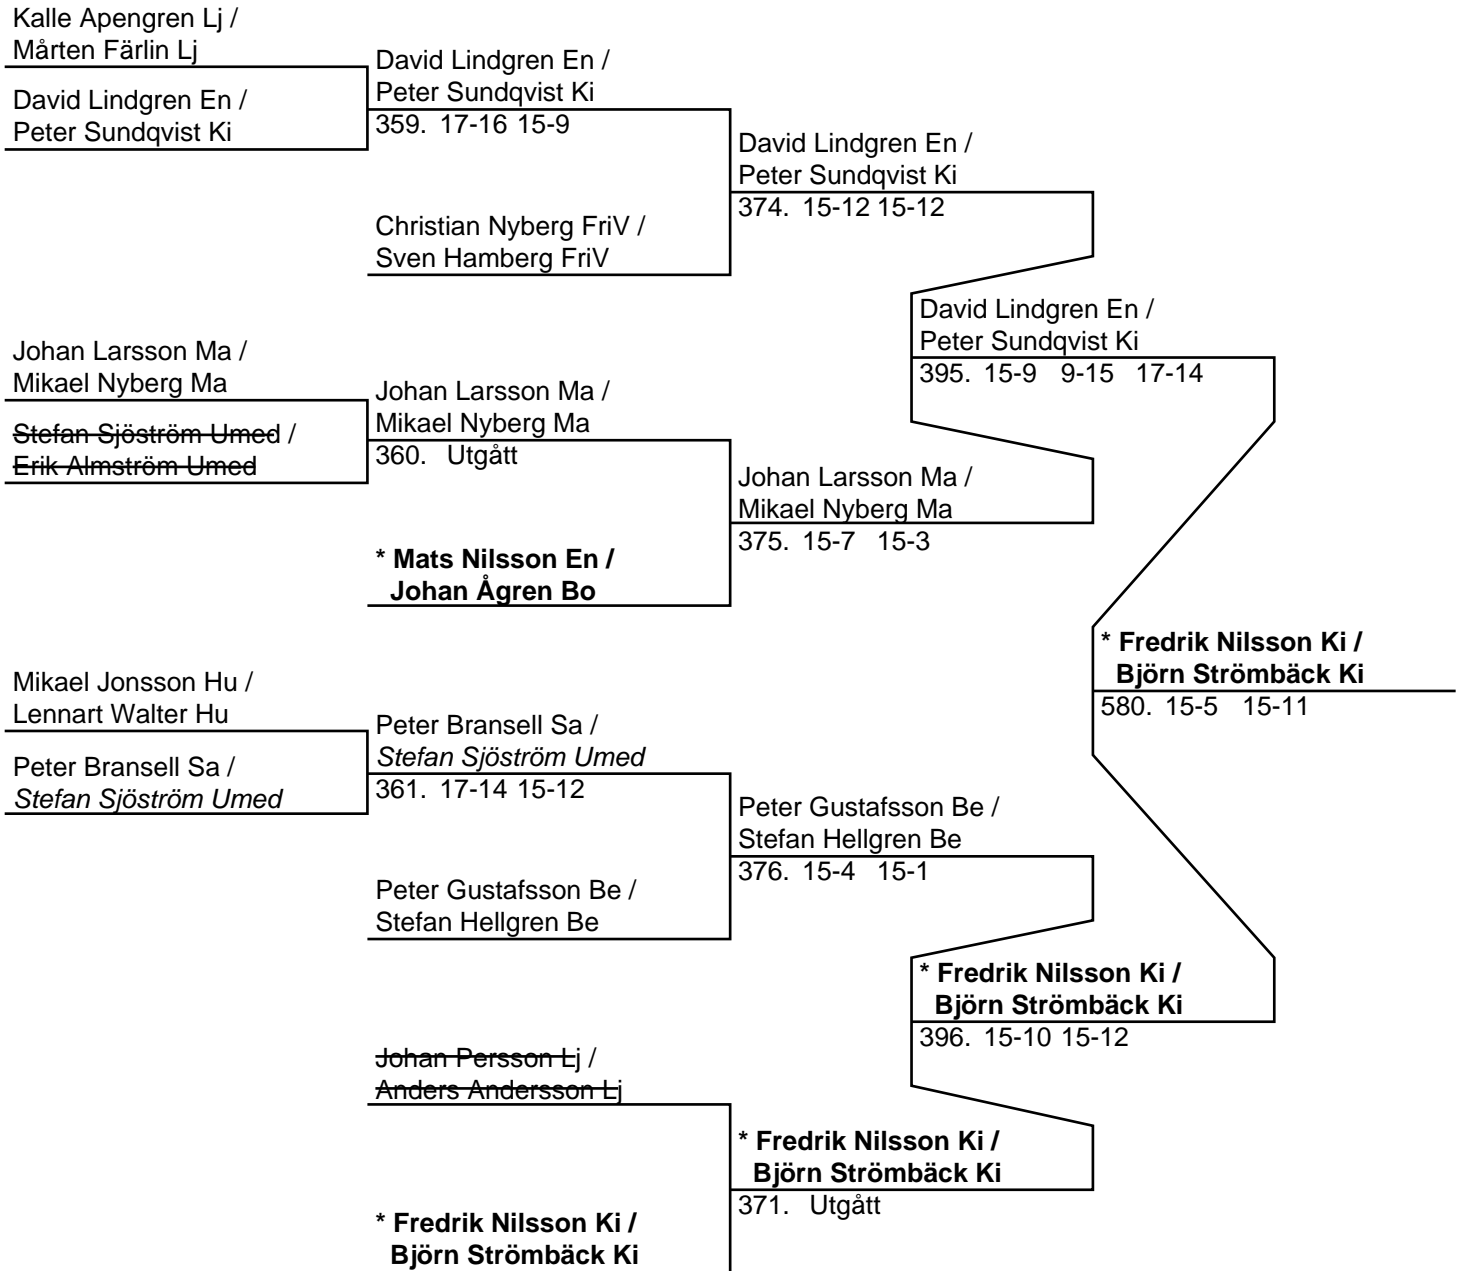 Kalle Apengren Lj /
Mårten Färlin Lj
David Lindgren En /
Peter Sundqvist Ki
David Lindgren En /
Peter Sundqvist Ki
359. 17-16 15-9
Christian Nyberg FriV /
Sven Hamberg FriV
David Lindgren En /
Peter Sundqvist Ki
374. 15-12 15-12
Johan Larsson Ma /
Mikael Nyberg Ma
Stefan Sjöström Umed /
Erik Almström Umed
Johan Larsson Ma /
Mikael Nyberg Ma
360. Utgått
* Mats Nilsson En /
Johan Ågren Bo
Johan Larsson Ma /
Mikael Nyberg Ma
375. 15-7 15-3
David Lindgren En /
Peter Sundqvist Ki
395. 15-9 9-15 17-14
Mikael Jonsson Hu /
Lennart Walter Hu
Peter Bransell Sa /
Stefan Sjöström Umed
Peter Bransell Sa /
Stefan Sjöström Umed
361. 17-14 15-12
Peter Gustafsson Be /
Stefan Hellgren Be
Peter Gustafsson Be /
Stefan Hellgren Be
376. 15-4 15-1
Johan Persson Lj /
Anders Andersson Lj
* Fredrik Nilsson Ki /
Björn Strömbäck Ki
* Fredrik Nilsson Ki /
Björn Strömbäck Ki
371. Utgått
* Fredrik Nilsson Ki /
Björn Strömbäck Ki
396. 15-10 15-12
* Fredrik Nilsson Ki /
Björn Strömbäck Ki
580. 15-5 15-11